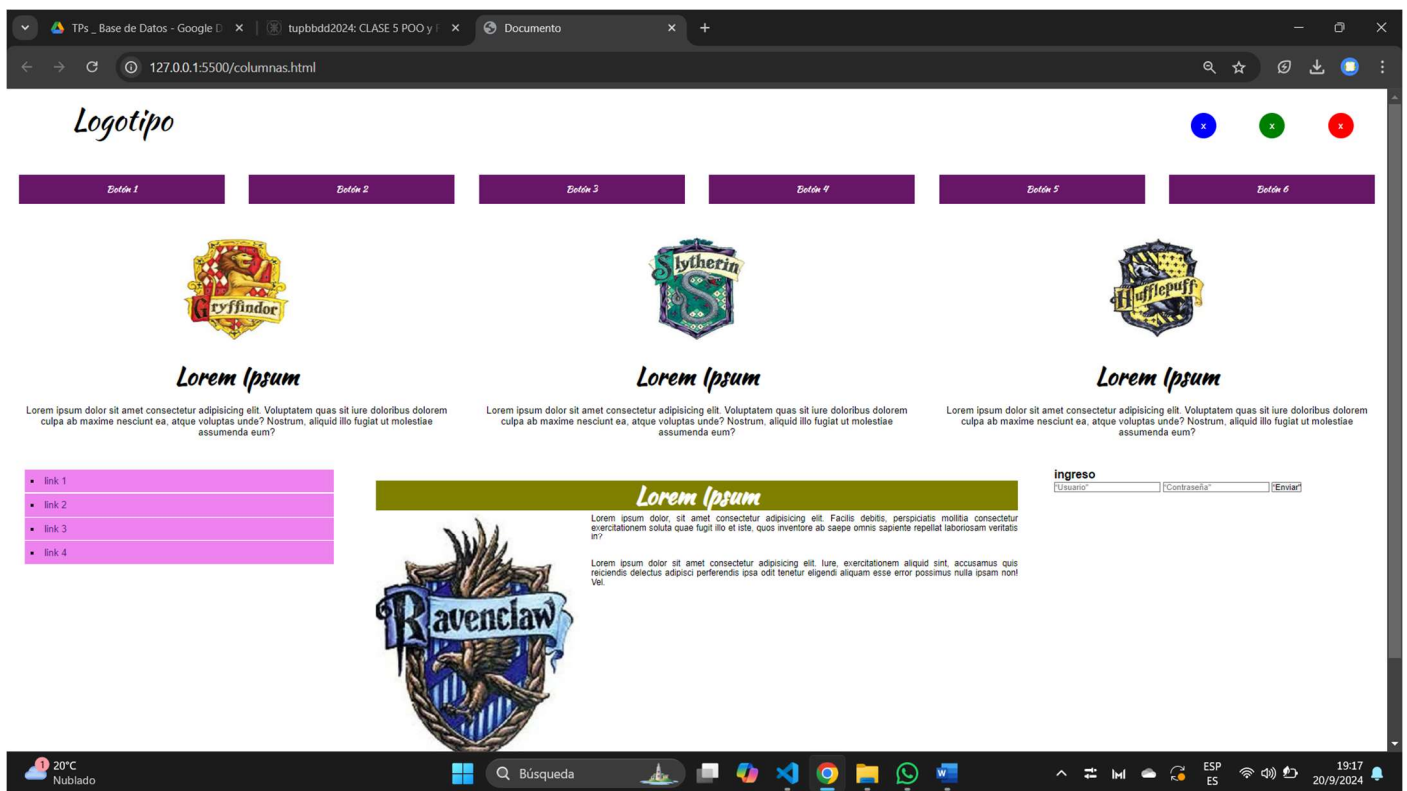 TPs _ Base de Datos - Google D
tupbbdd2024: CLASE 5 POO y F
Documento
127.0.0.1:5500/columnas.html
Logotipo
x x x
Botón 1 Botón 2 Botón 3 Botón 4 Botón 5 Botón 6
Gryffindor
Slytherin
Hufflepuff
Lorem Ipsum
Lorem ipsum dolor sit amet consectetur adipisicing elit. Voluptatem quas sit iure doloribus dolorem
culpa ab maxime nesciunt ea, atque voluptas unde? Nostrum, aliquid illo fugiat ut molestiae
assumenda eum?
Lorem Ipsum
Lorem ipsum dolor sit amet consectetur adipisicing elit. Voluptatem quas sit iure doloribus dolorem
culpa ab maxime nesciunt ea, atque voluptas unde? Nostrum, aliquid illo fugiat ut molestiae
assumenda eum?
Lorem Ipsum
Lorem ipsum dolor sit amet consectetur adipisicing elit. Voluptatem quas sit iure doloribus dolorem
culpa ab maxime nesciunt ea, atque voluptas unde? Nostrum, aliquid illo fugiat ut molestiae
assumenda eum?
link 1
link 2
link 3
link 4
Lorem Ipsum
Ravenclaw
Lorem ipsum dolor, sit amet consectetur adipisicing elit. Facilis debitis, perspiciatis mollitia consectetur
exercitationem soluta quae fugit illo et iste, quos inventore ab saepe omnis sapiente repellat laboriosam veritatis
in?
Lorem ipsum dolor sit amet consectetur adipisicing elit. Iure, exercitationem aliquid sint, accusamus quis
reiciendis delectus adipisci perferendis ipsa odit tenetur eligendi aliquam esse error possimus nulla ipsam non!
Vel.
ingreso
"Usuario" "Contraseña" "Enviar"
1
20°C
Nublado
Búsqueda
ESP
ES
19:17
20/9/2024